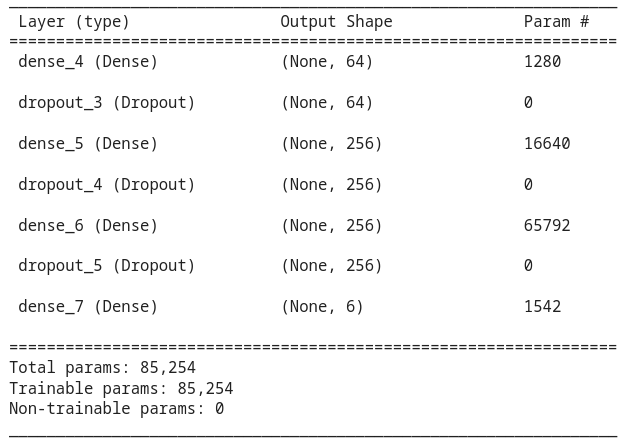 Layer (type) Output Shape Param #
dense_4 (Dense) (None, 64) 1280
dropout_3 (Dropout) (None, 64) 0
dense_5 (Dense) (None, 256) 16640
dropout_4 (Dropout) (None, 256) 0
dense_6 (Dense) (None, 256) 65792
dropout_5 (Dropout) (None, 256) 0
dense_7 (Dense) (None, 6) 1542
Total params: 85,254
Trainable params: 85,254
Non-trainable params: 0